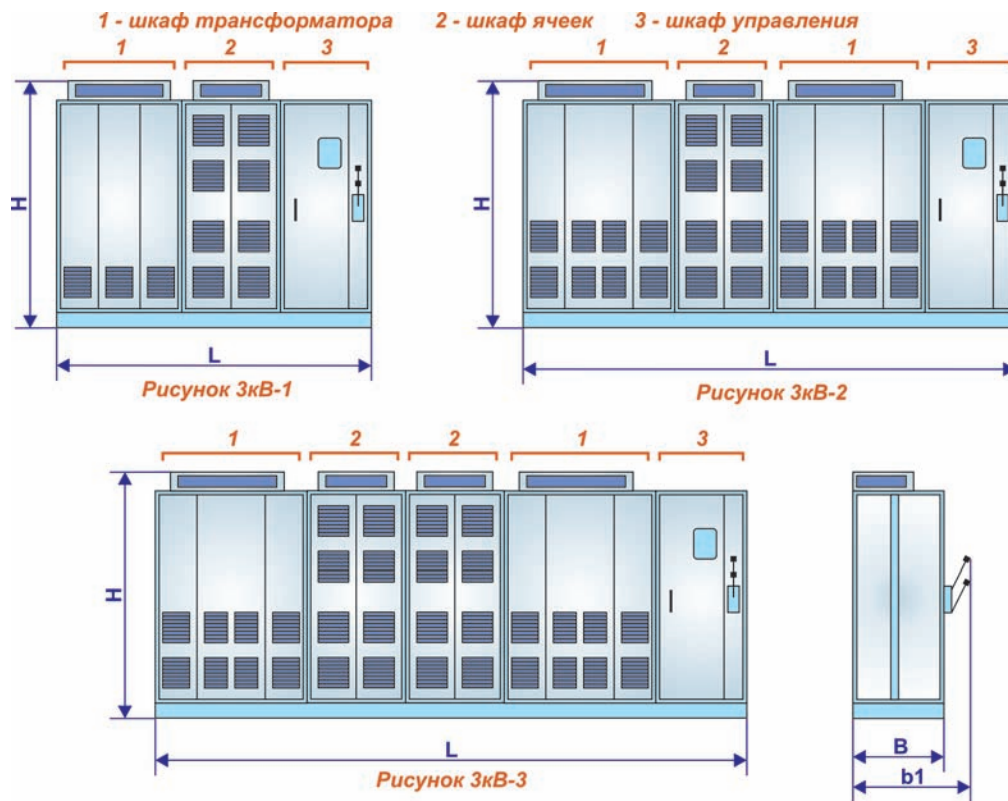 1 - шкаф трансформатора 2 - шкаф ячеек 3 - шкаф управления
1 2 3 1 2 1 3
H H
L L
Рисунок 3кВ-1 Рисунок 3кВ-2
1 2 2 1 3
H
B
L b1
Рисунок 3кВ-3